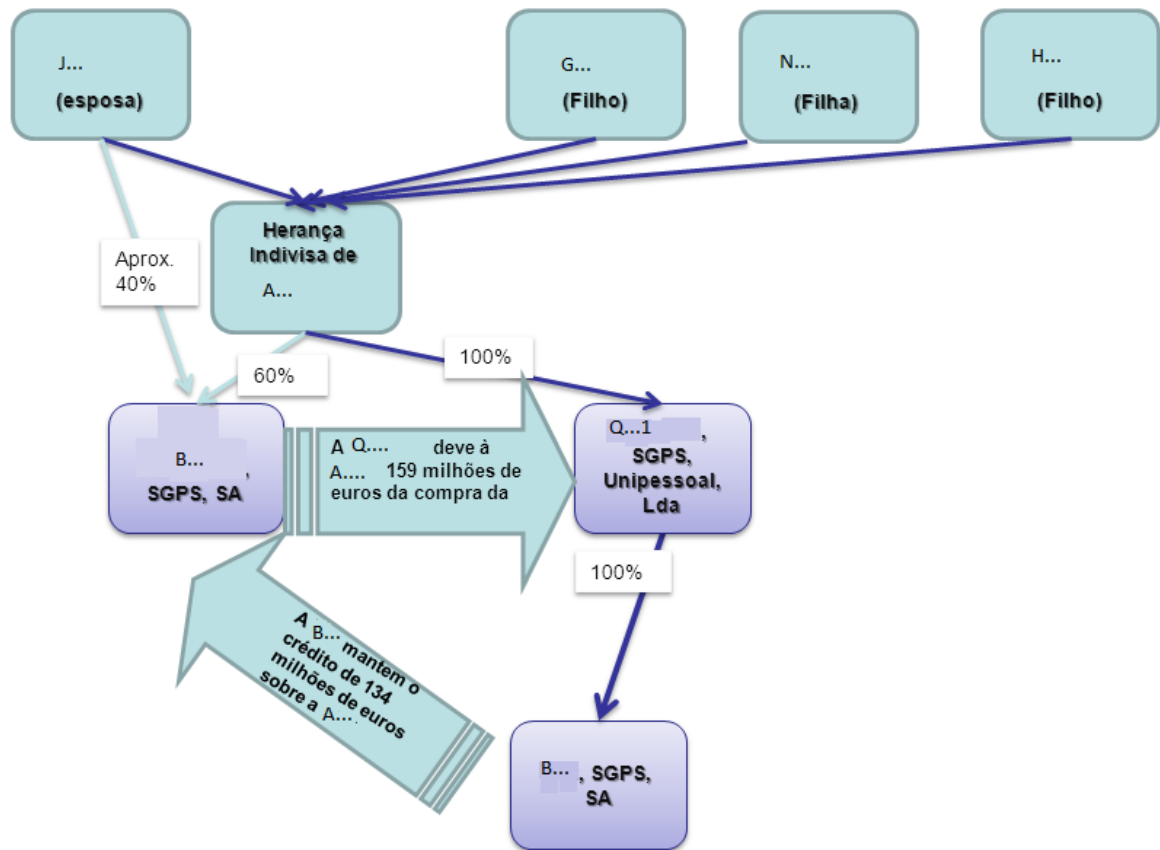 J...
(esposa)
G...
(Filho)
N...
(Filha)
H...
(Filho)
Herança
Indivisa de
A...
Aprox.
40%
60%
100%
B... ,
SGPS, SA
A Q.... deve à
A.... 159 milhões de
euros da compra da
Q...1 ,
SGPS,
Unipessoal,
Lda
100%
A B... mantem o
crédito de 134
milhões de euros
sobre a A....
B... , SGPS,
SA